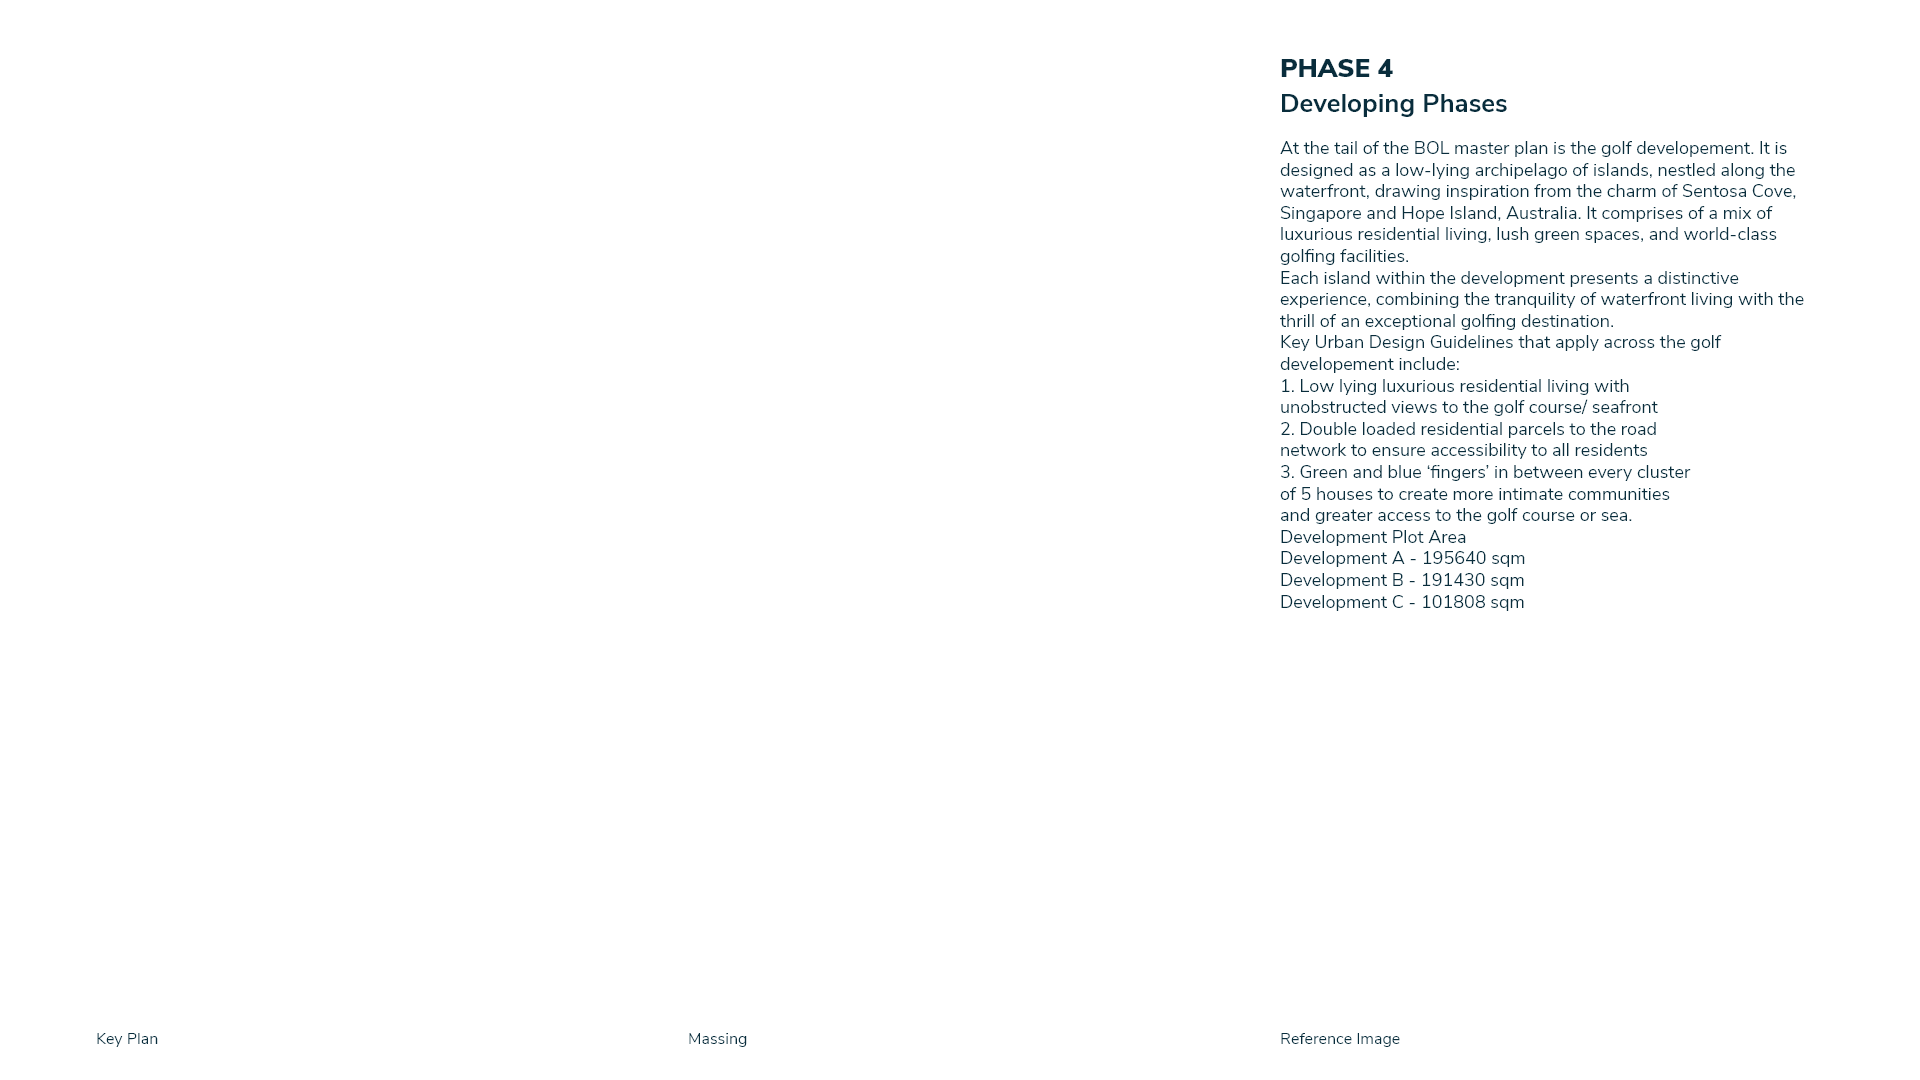 PHASE 4
Developing Phases
At the tail of the BOL master plan is the golf developement. It is
designed as a low-lying archipelago of islands, nestled along the
waterfront, drawing inspiration from the charm of Sentosa Cove,
Singapore and Hope Island, Australia. It comprises of a mix of
luxurious residential living, lush green spaces, and world-class
golfing facilities.
Each island within the development presents a distinctive
experience, combining the tranquility of waterfront living with the
thrill of an exceptional golfing destination.
Key Urban Design Guidelines that apply across the golf
developement include:
1. Low lying luxurious residential living with
unobstructed views to the golf course/ seafront
2. Double loaded residential parcels to the road
network to ensure accessibility to all residents
3. Green and blue ‘fingers’ in between every cluster
of 5 houses to create more intimate communities
and greater access to the golf course or sea.
Development Plot Area
Development A - 195640 sqm
Development B - 191430 sqm
Development C - 101808 sqm
Key Plan
Massing
Reference Image